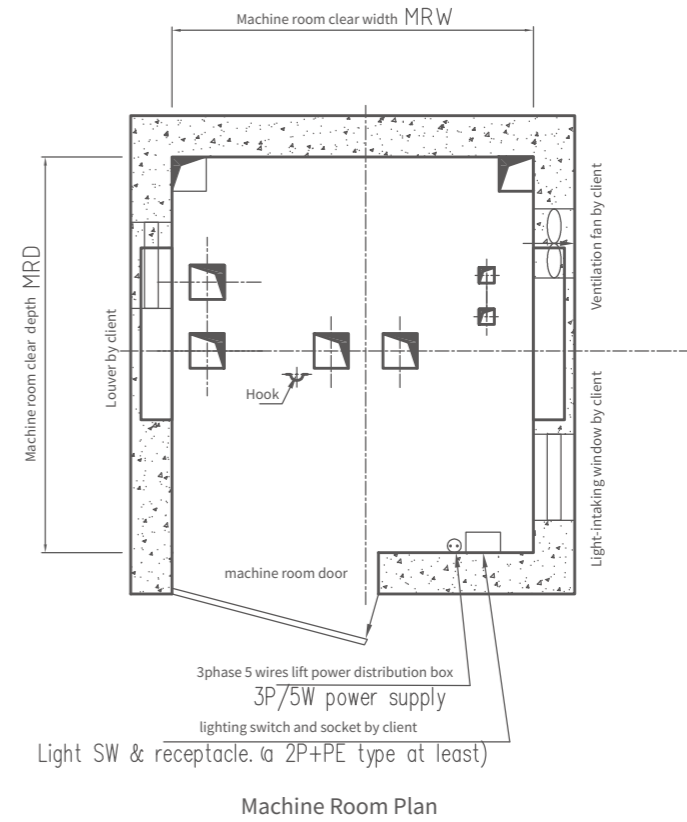 Machine room clear width MRW
Machine room clear depth MRD
Louver by client
Ventilation fan by client
Light-intaking window by client
Hook
machine room door
3phase 5 wires lift power distribution box
3P/5W power supply
lighting switch and socket by client
Light SW & receptacle. (a 2P+PE type at least)
Machine Room Plan